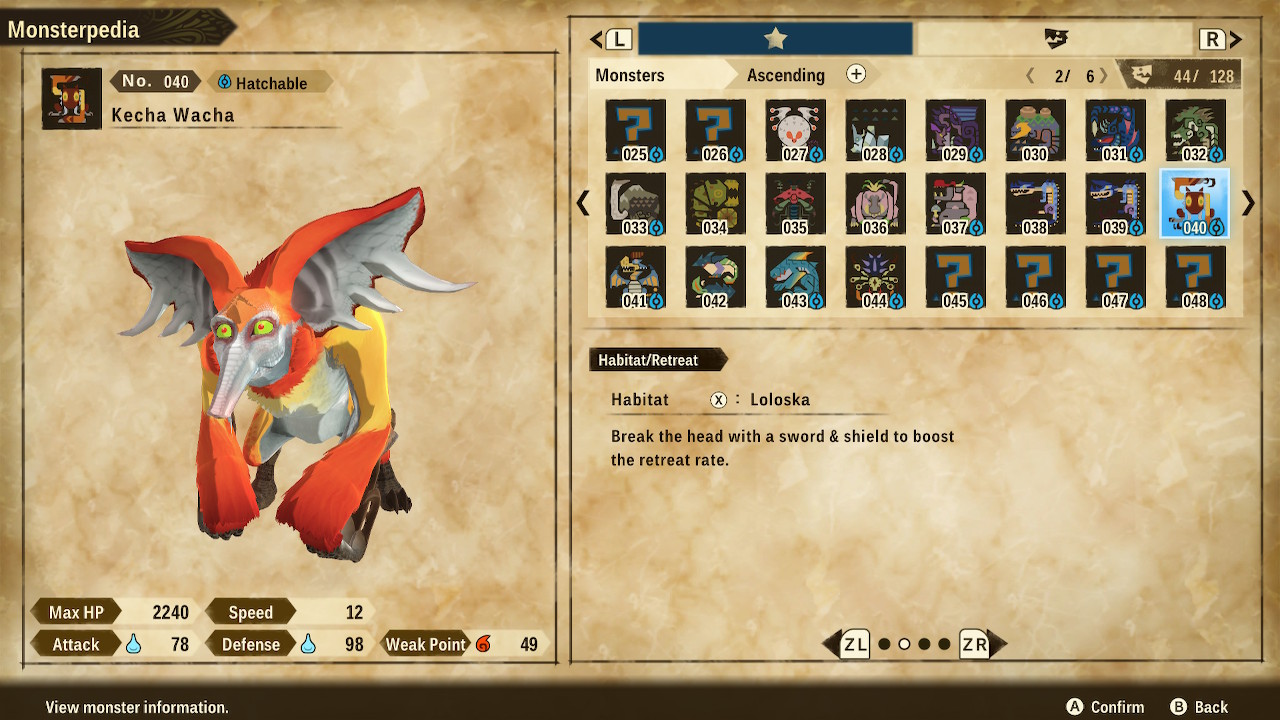 Monsterpedia
No. 040
Hatchable
Kecha Wacha
Max HP 2240
Speed 12
Attack 78
Defense 98
Weak Point 49
L
R
Monsters
Ascending
2/ 6
44/ 128
025 026 027 028 029 030 031 032
033 034 035 036 037 038 039 040
041 042 043 044 045 046 047 048
Habitat/Retreat
Habitat X : Loloska
Break the head with a sword & shield to boost
the retreat rate.
ZL ZR
View monster information.
A Confirm B Back